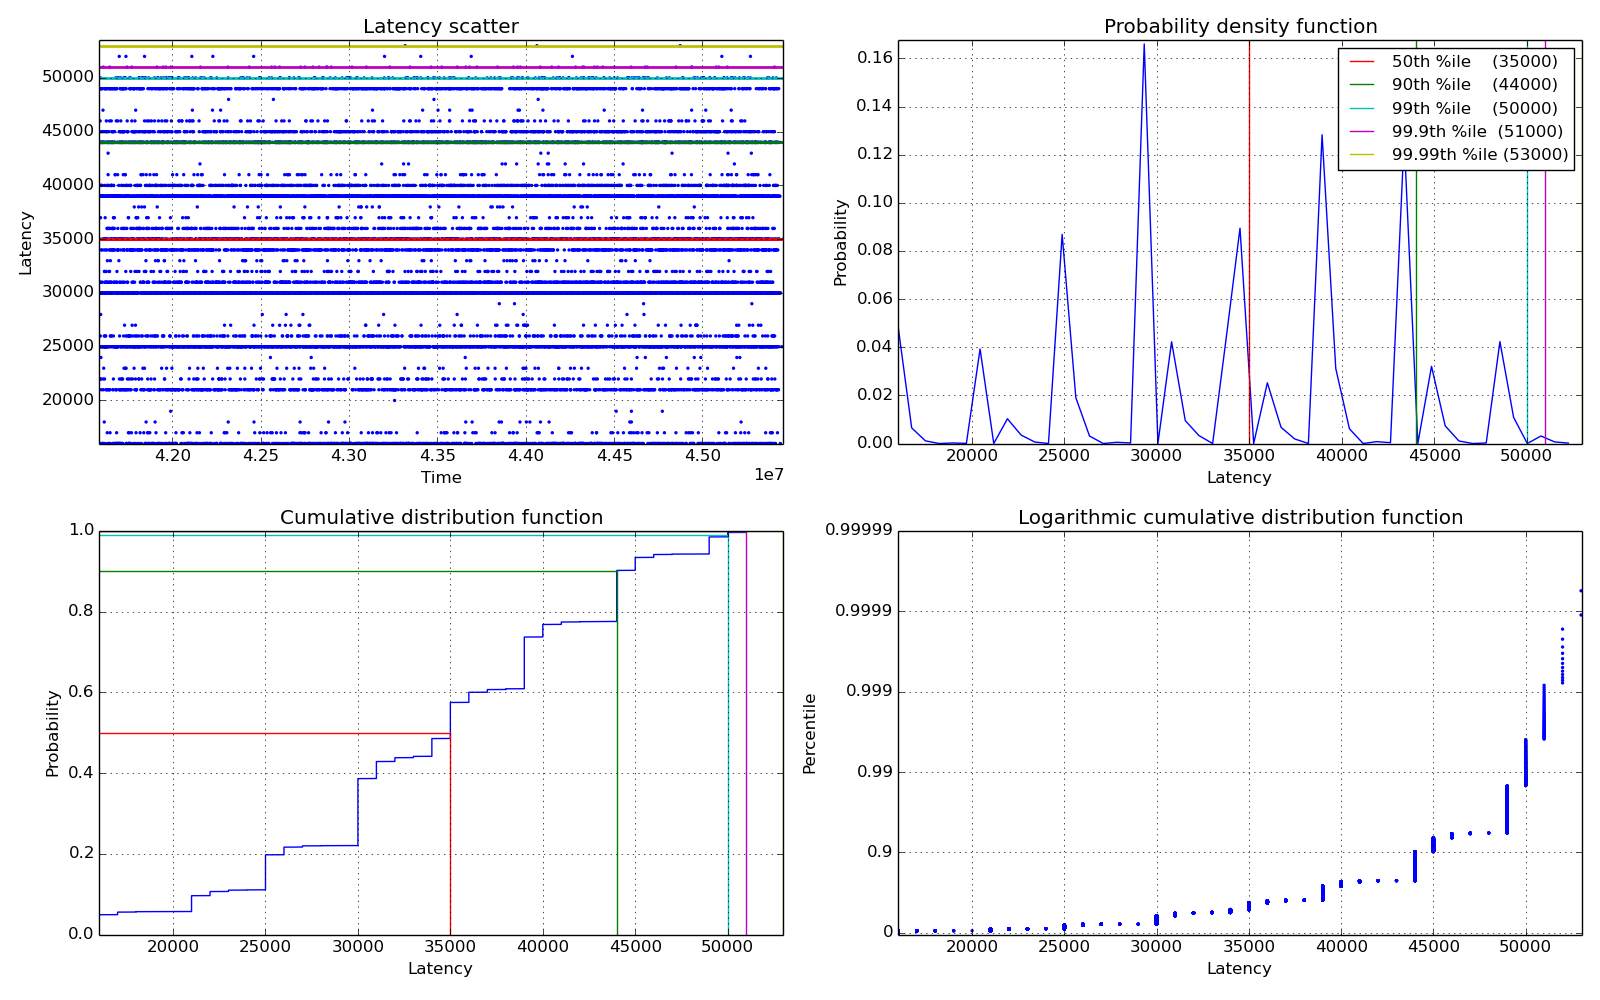 Latency scatter
50000
45000
40000
35000
30000
25000
20000
Latency
4.20 4.25 4.30 4.35 4.40 4.45 4.50
1e7
Time
Probability density function
0.16
0.14
0.12
0.10
0.08
0.06
0.04
0.02
0.00
Probability
50th %ile (35000)
90th %ile (44000)
99th %ile (50000)
99.9th %ile (51000)
99.99th %ile (53000)
20000 25000 30000 35000 40000 45000 50000
Latency
Cumulative distribution function
1.0
0.8
0.6
0.4
0.2
0.0
Probability
20000 25000 30000 35000 40000 45000 50000
Latency
Logarithmic cumulative distribution function
0.99999
0.9999
0.999
0.99
0.9
0
Percentile
20000 25000 30000 35000 40000 45000 50000
Latency